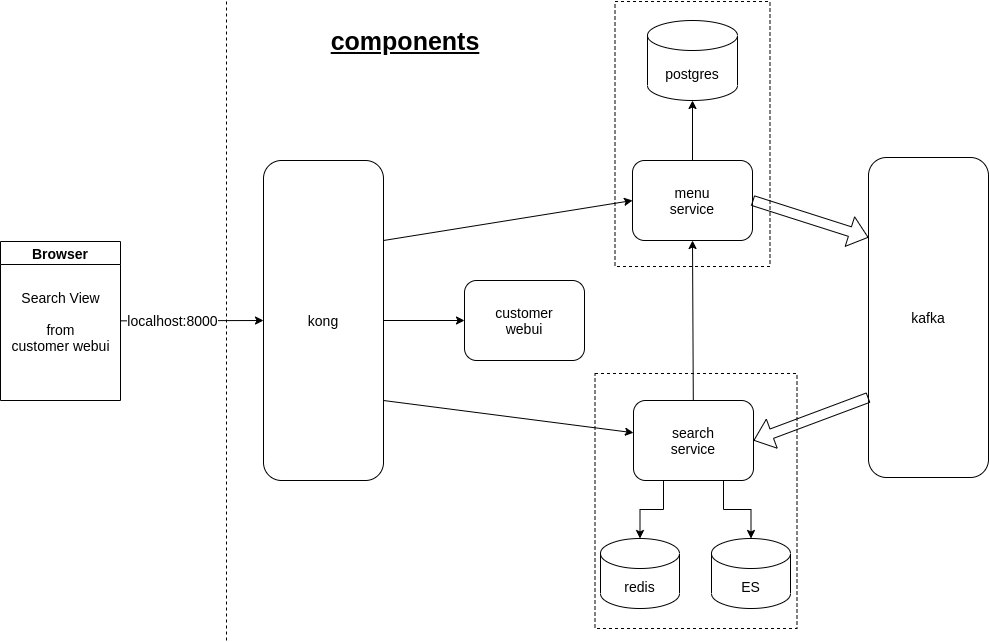 components
postgres
menu
service
Browser
Search View
from
customer webui
localhost:8000
kong
customer
webui
kafka
search
service
redis
ES